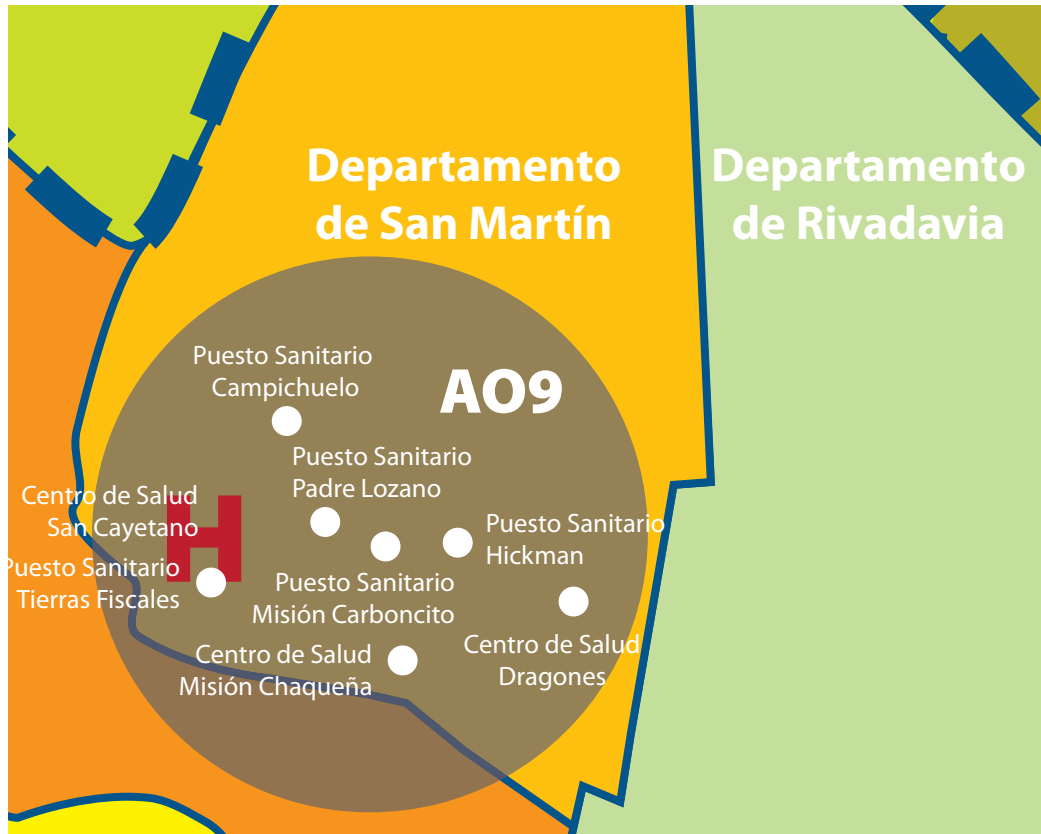 Departamento
de San Martín
Departamento
de Rivadavia
AO9
Puesto Sanitario
Campichuelo
Puesto Sanitario
Padre Lozano
Centro de Salud
San Cayetano
H
Puesto Sanitario
Hickman
Puesto Sanitario
Tierras Fiscales
Puesto Sanitario
Misión Carboncito
Centro de Salud
Dragones
Centro de Salud
Misión Chaqueña